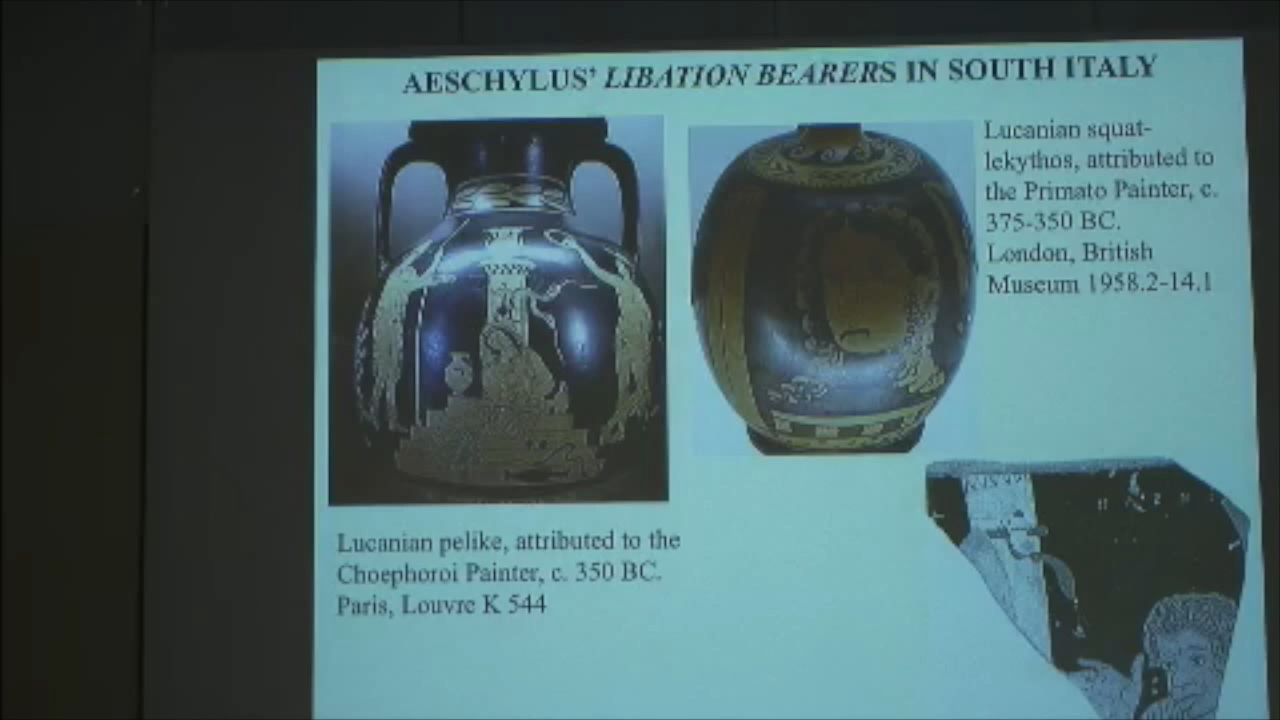 AESCHYLUS’ LIBATION BEARERS IN SOUTH ITALY
Lucanian squat-
lekythos, attributed to
the Primato Painter, c.
375-350 BC.
London, British
Museum 1958.2-14.1
Lucanian pelike, attributed to the
Choephoroi Painter, c. 350 BC.
Paris, Louvre K 544